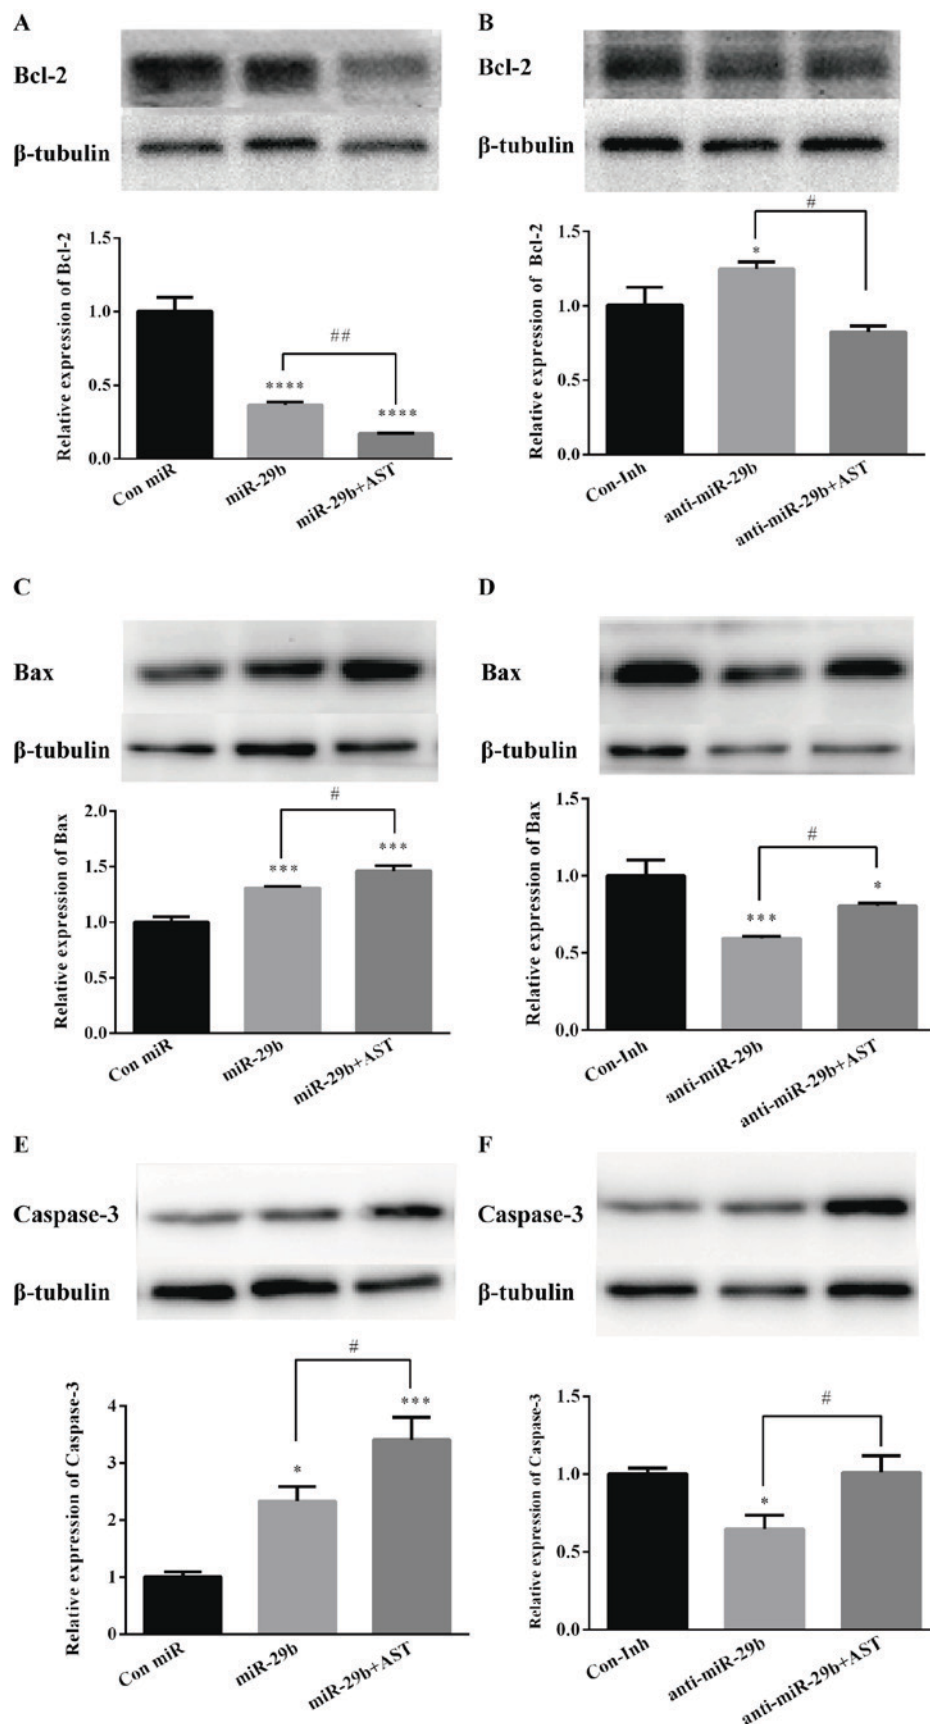 A
Bcl-2
β-tubulin
Relative expression of Bcl-2
1.5
1.0
0.5
0.0
##
****
****
Con miR
miR-29b
miR-29b+AST
B
Bcl-2
β-tubulin
Relative expression of Bcl-2
1.5
1.0
0.5
0.0
#
*
Con-Inh
anti-miR-29b
anti-miR-29b+AST
C
Bax
β-tubulin
Relative expression of Bax
2.0
1.5
1.0
0.5
0.0
#
***
***
Con miR
miR-29b
miR-29b+AST
D
Bax
β-tubulin
Relative expression of Bax
1.5
1.0
0.5
0.0
#
***
*
Con-Inh
anti-miR-29b
anti-miR-29b+AST
E
Caspase-3
β-tubulin
Relative expression of Caspase-3
4
3
2
1
0
#
*
***
Con miR
miR-29b
miR-29b+AST
F
Caspase-3
β-tubulin
Relative expression of Caspase-3
1.5
1.0
0.5
0.0
#
*
Con-Inh
anti-miR-29b
anti-miR-29b+AST